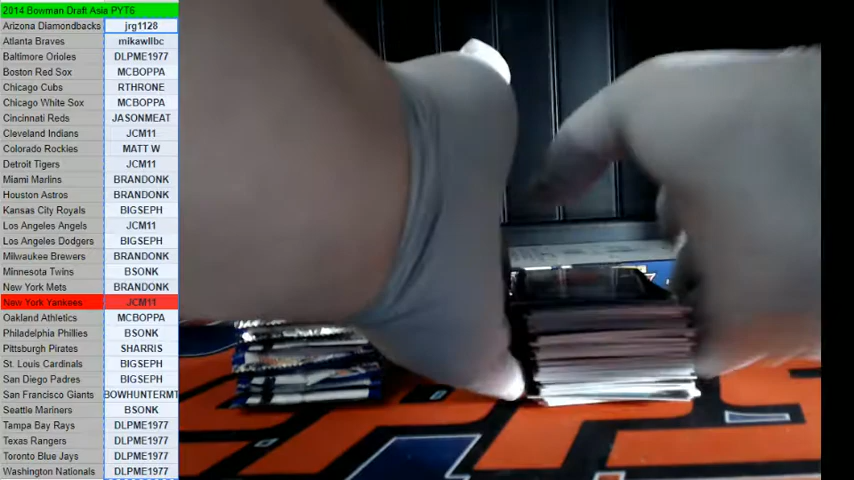 2014 Bowman Draft Asia PYT6
Arizona Diamondbacks jrg1128
Atlanta Braves mikawllbc
Baltimore Orioles DLPME1977
Boston Red Sox MCBOPPA
Chicago Cubs RTHRONE
Chicago White Sox MCBOPPA
Cincinnati Reds JASONMEAT
Cleveland Indians JCM11
Colorado Rockies MATT W
Detroit Tigers JCM11
Miami Marlins BRANDONK
Houston Astros BRANDONK
Kansas City Royals BIGSEPH
Los Angeles Angels JCM11
Los Angeles Dodgers BIGSEPH
Milwaukee Brewers BRANDONK
Minnesota Twins BSONK
New York Mets BRANDONK
New York Yankees JCM11
Oakland Athletics MCBOPPA
Philadelphia Phillies BSONK
Pittsburgh Pirates SHARRIS
St. Louis Cardinals BIGSEPH
San Diego Padres BIGSEPH
San Francisco Giants BOWHUNTERMT
Seattle Mariners BSONK
Tampa Bay Rays DLPME1977
Texas Rangers DLPME1977
Toronto Blue Jays DLPME1977
Washington Nationals DLPME1977